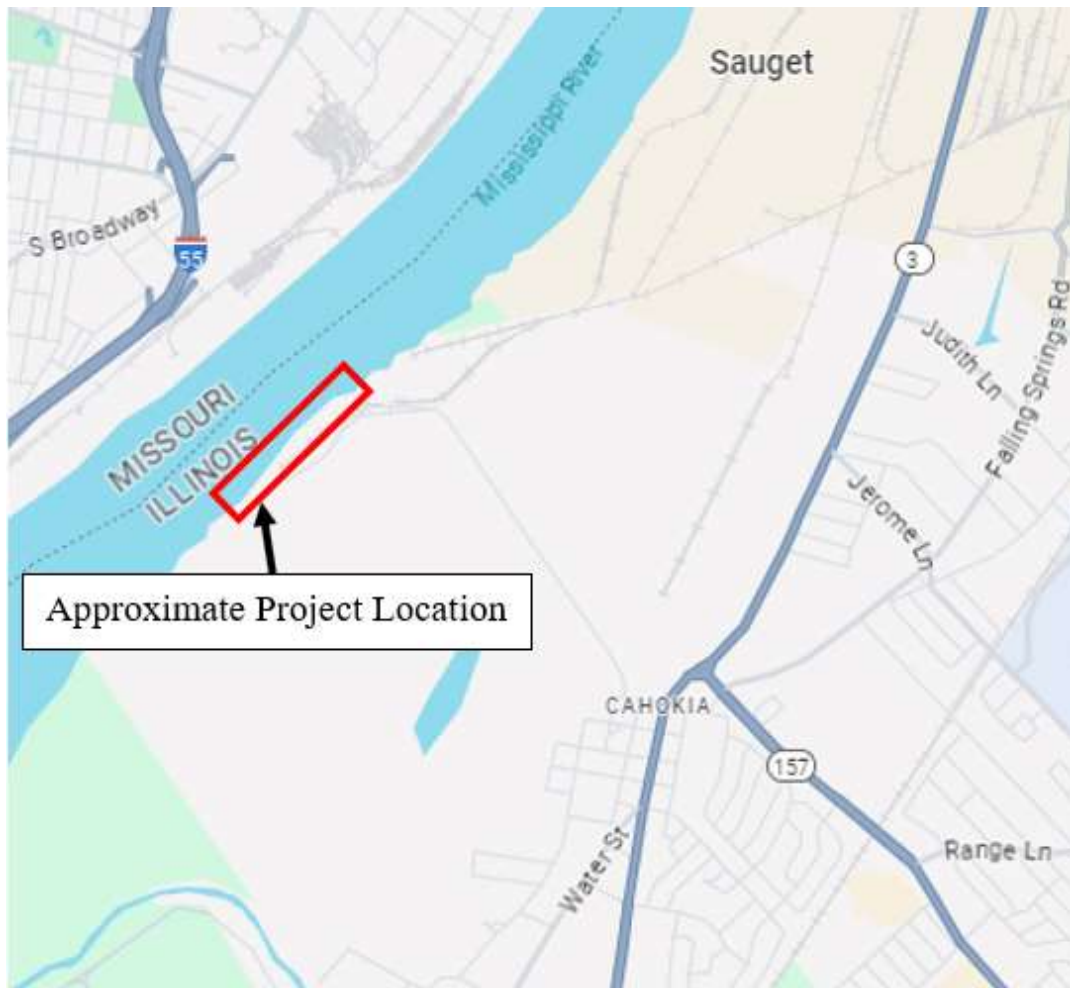 Sauget
Mississippi River
S Broadway
55
3
Judith Ln
Falling Springs Rd
MISSOURI
ILLINOIS
Jerome Ln
Approximate Project Location
CAHOKIA
157
Water St
Range Ln